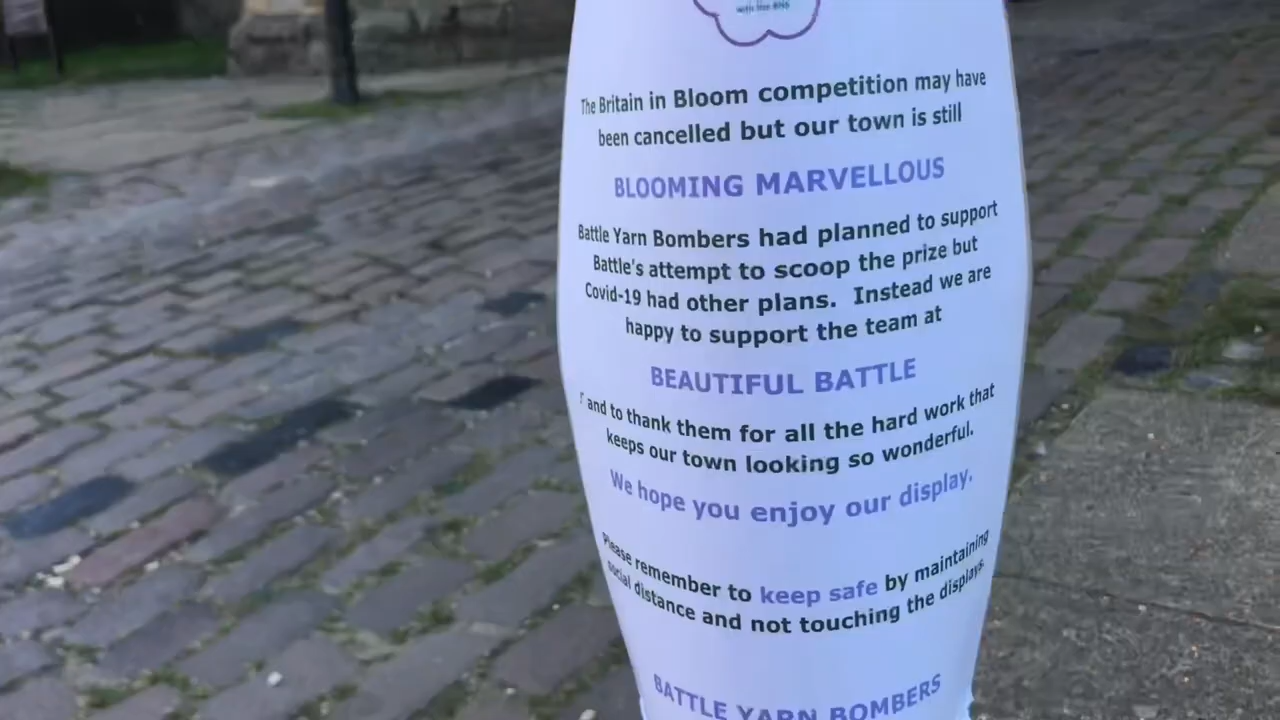 with the RHS
The Britain in Bloom competition may have
been cancelled but our town is still
BLOOMING MARVELLOUS
Battle Yarn Bombers had planned to support
Battle's attempt to scoop the prize but
Covid-19 had other plans. Instead we are
happy to support the team at
BEAUTIFUL BATTLE
and to thank them for all the hard work that
keeps our town looking so wonderful.
We hope you enjoy our display.
Please remember to keep safe by maintaining
social distance and not touching the displays.
BATTLE YARN BOMBERS